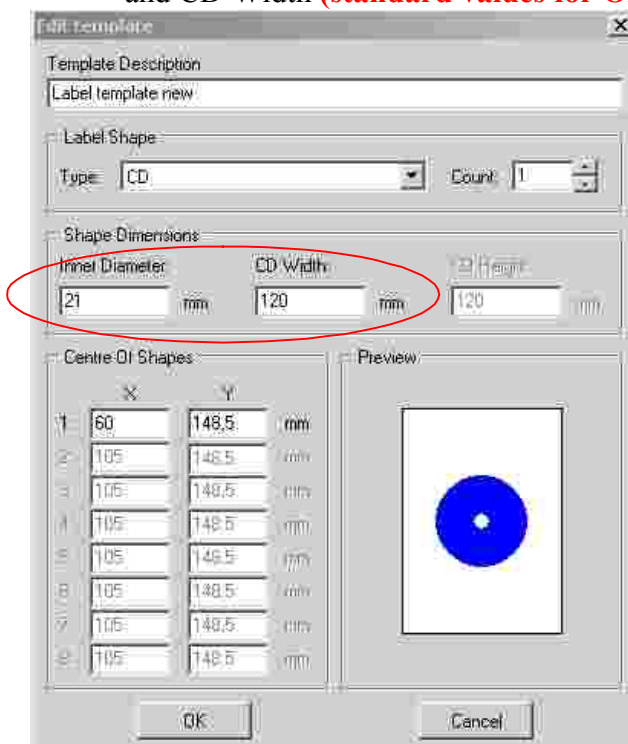 and CD Width (standard values for
Edit template
Template Description
Label template new
Label Shape
Type: CD Count: 1
Shape Dimensions
Inner Diameter: CD Width: CD Height:
21 mm 120 mm 120 mm
Centre Of Shapes Preview
X Y
1 60 148,5 mm
2 105 148,5 mm
3 105 148,5 mm
4 105 148,5 mm
5 105 148,5 mm
6 105 148,5 mm
7 105 148,5 mm
8 105 148,5 mm
OK Cancel